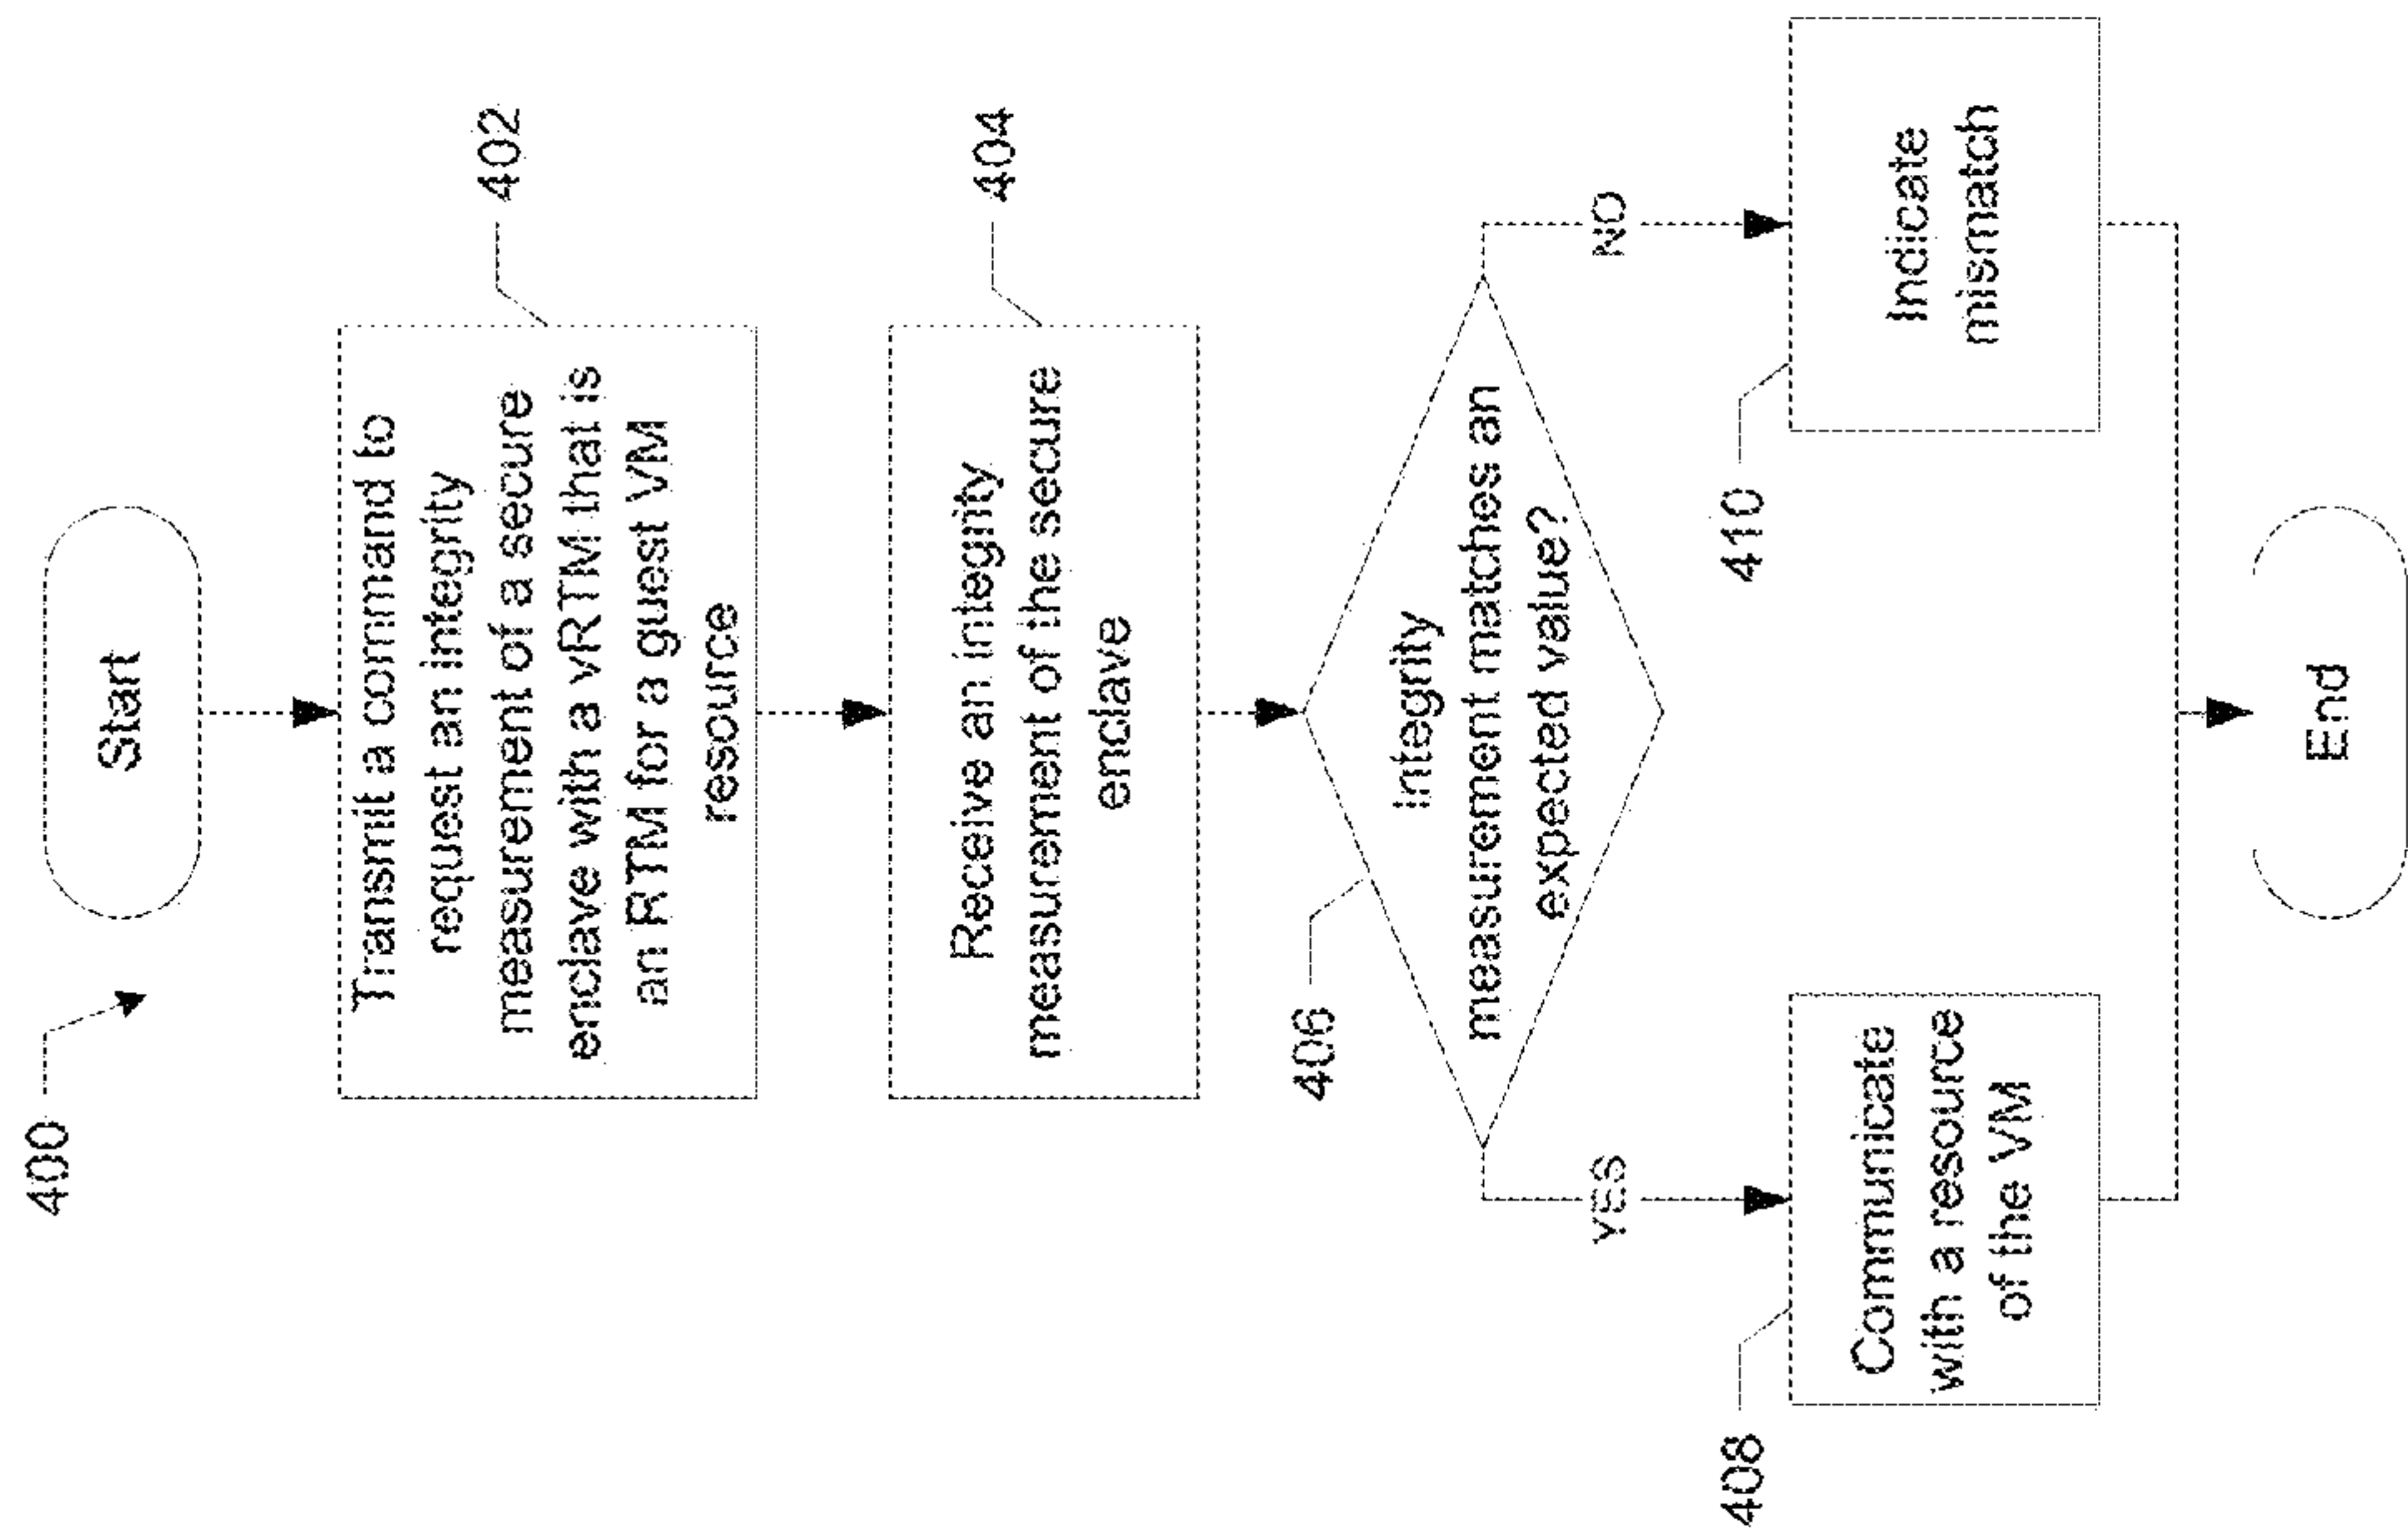 400
Start
Transmit a command to
request an integrity
measurement of a secure
enclave with a vRTM that is
an RTM for a guest VM
resource
402
Receive an integrity
measurement of the secure
enclave
404
406
Integrity
measurement matches an
expected value?
YES
NO
408
Communicate
with a resource
of the VM
410
Indicate
mismatch
End